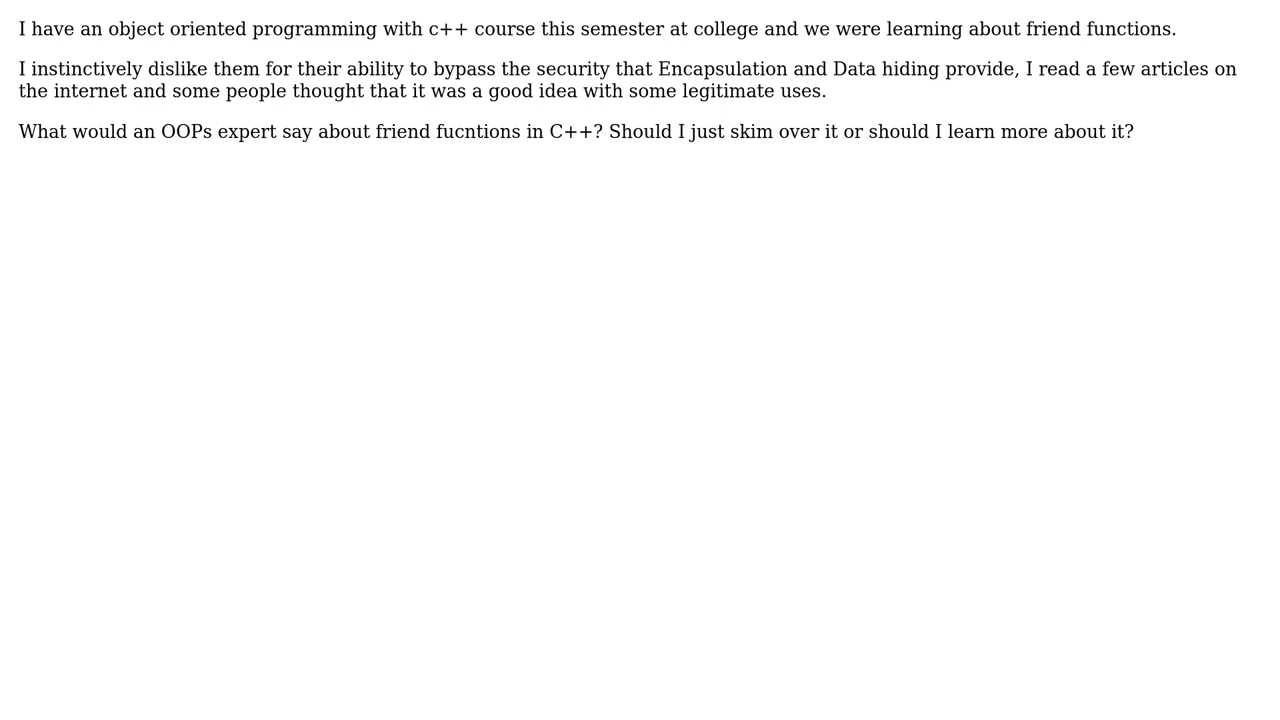 I have an object oriented programming with c++ course this semester at college and we were learning about friend functions.
I instinctively dislike them for their ability to bypass the security that Encapsulation and Data hiding provide, I read a few articles on
the internet and some people thought that it was a good idea with some legitimate uses.
What would an OOPs expert say about friend fucntions in C++? Should I just skim over it or should I learn more about it?